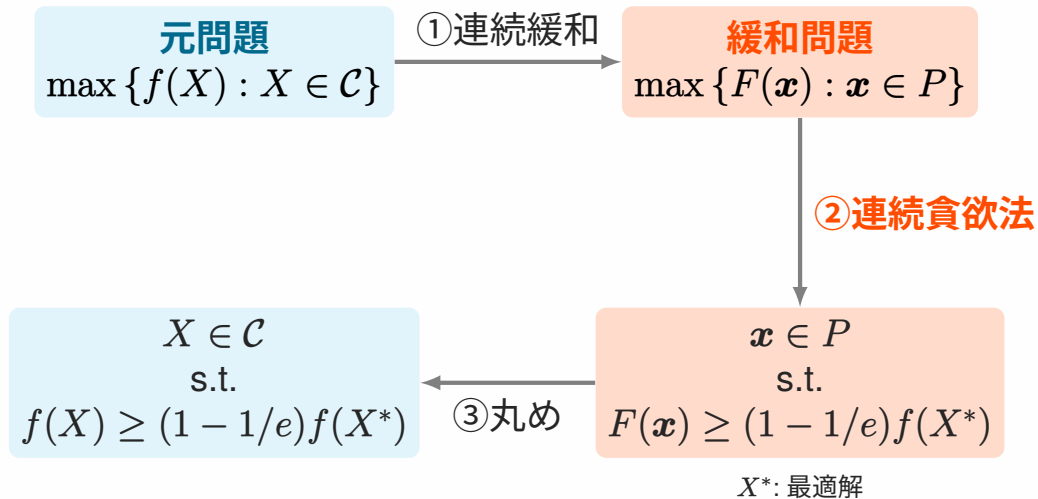 元問題
max {f(X) : X ∈ 𝒞}
①連続緩和
緩和問題
max {F(𝒙) : 𝒙 ∈ P}
②連続貪欲法
𝒙 ∈ P
s.t.
F(𝒙) ≥ (1 − 1/e)f(X*)
③丸め
X ∈ 𝒞
s.t.
f(X) ≥ (1 − 1/e)f(X*)
X*: 最適解